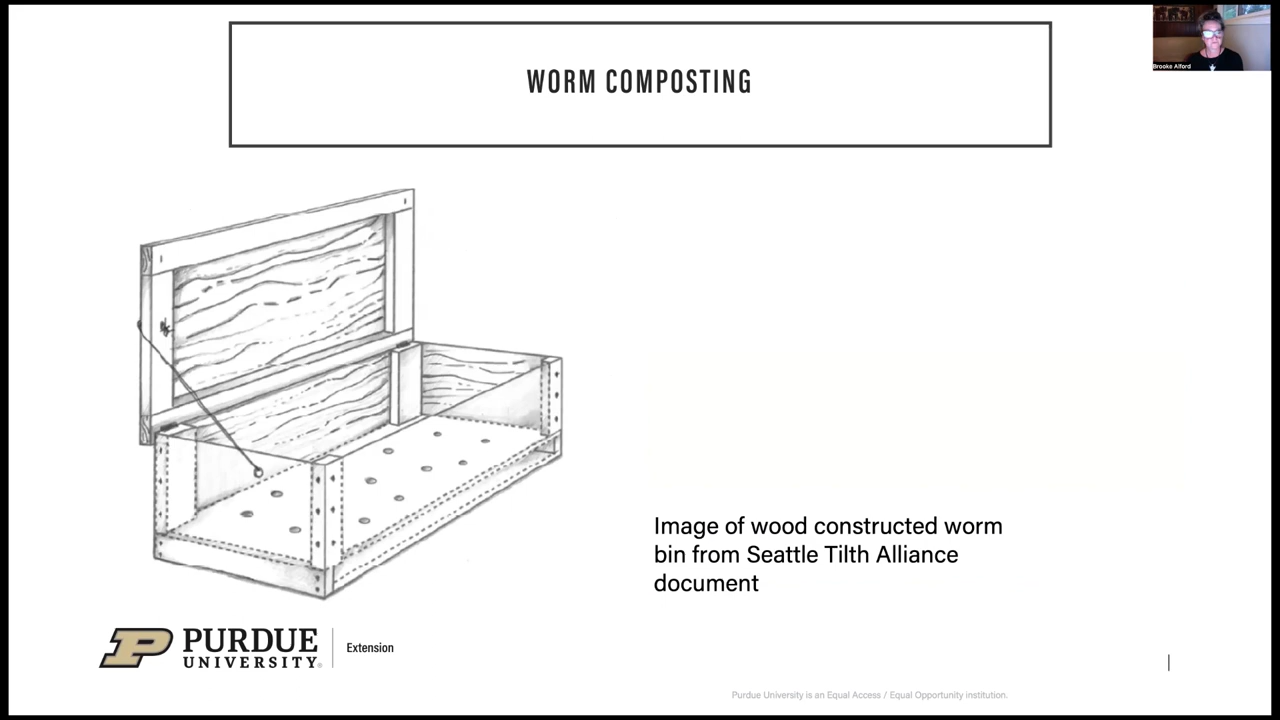 WORM COMPOSTING
Brooke Alford
Image of wood constructed worm
bin from Seattle Tilth Alliance
document
P PURDUE
UNIVERSITY®
Extension
Purdue University is an Equal Access / Equal Opportunity institution.